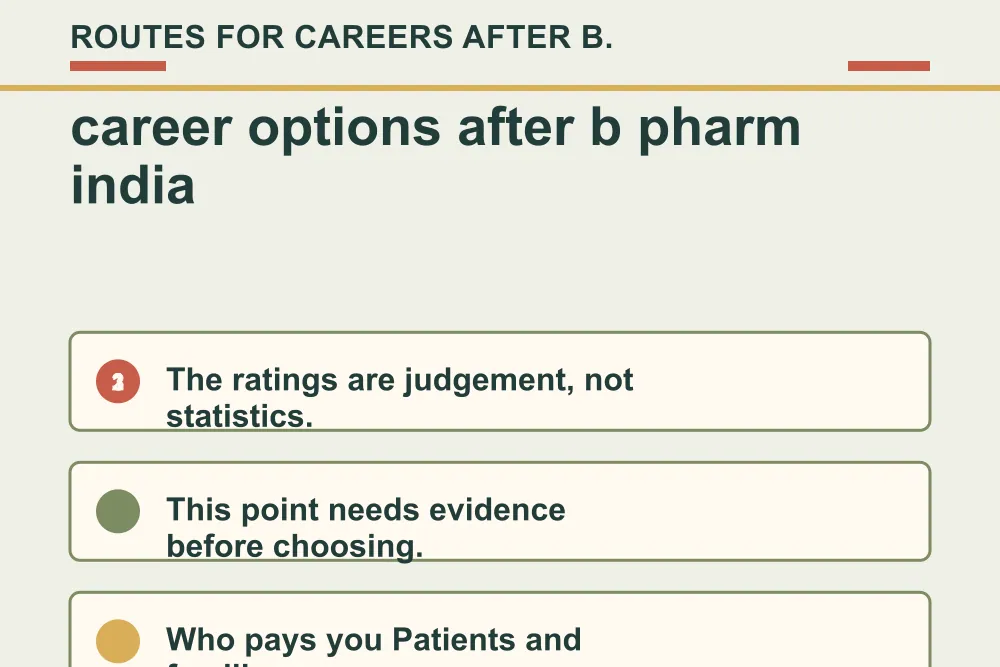 ROUTES FOR CAREERS AFTER B.
career options after b pharm
india
The ratings are judgement, not
statistics.
This point needs evidence
before choosing.
Who pays you Patients and